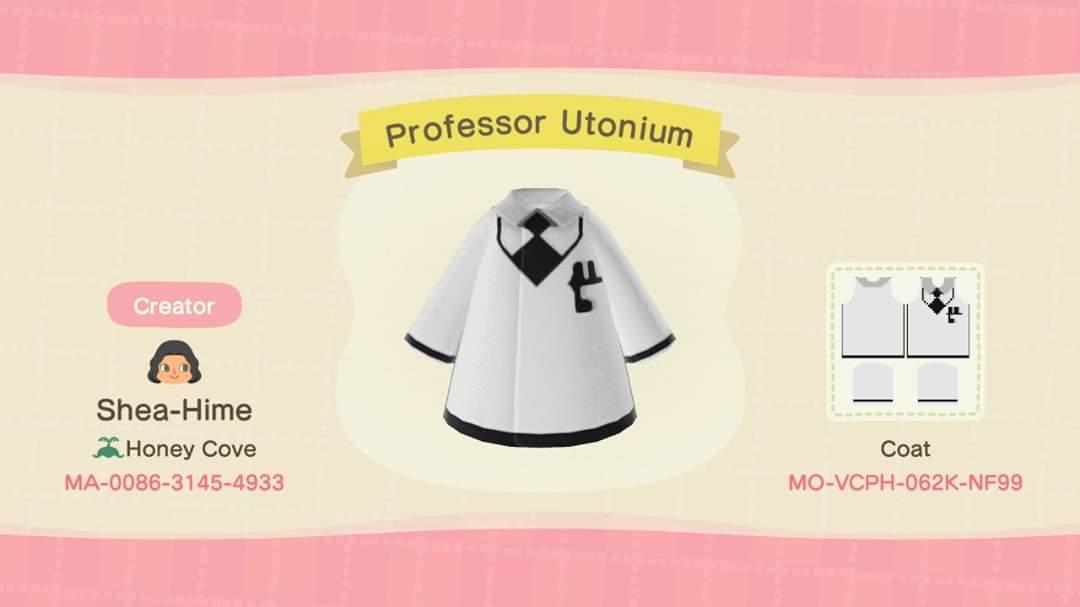 Professor Utonium
Creator
Shea-Hime
Honey Cove
MA-0086-3145-4933
Coat
MO-VCPH-062K-NF99